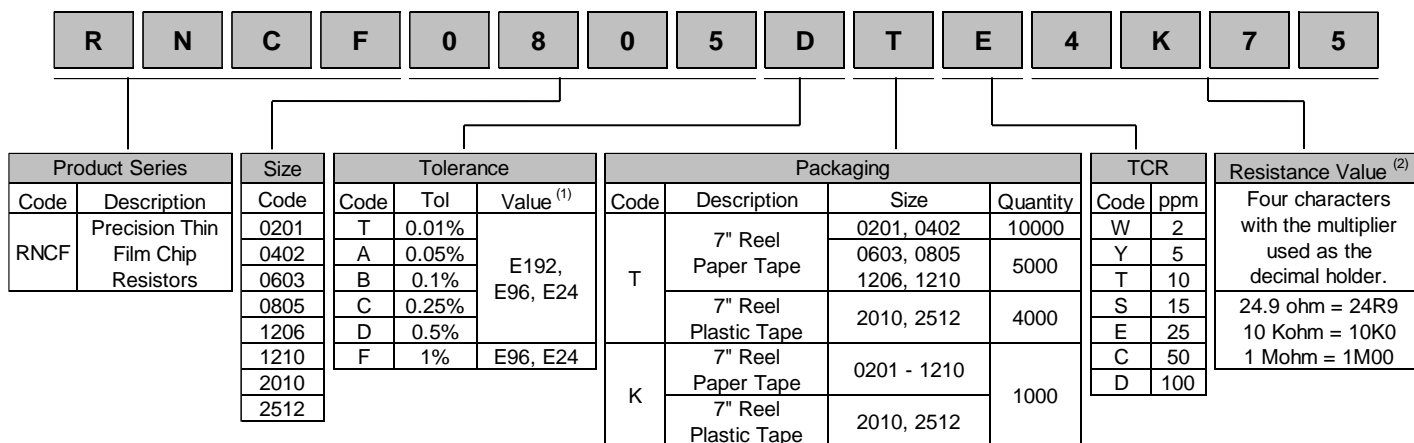 R N C F 0 8 0 5 D T E 4 K 7 5
Product Series
Code Description
RNCF Precision Thin Film Chip Resistors
Size
Code
0201
0402
0603
0805
1206
1210
2010
2512
Tolerance
Code Tol Value (1)
T 0.01% E192, E96, E24
A 0.05%
B 0.1%
C 0.25%
D 0.5%
F 1% E96, E24
Packaging
Code Description Size Quantity
T 7" Reel Paper Tape 0201, 0402 10000
0603, 0805
1206, 1210 5000
7" Reel Plastic Tape 2010, 2512 4000
K 7" Reel Paper Tape 0201 - 1210 1000
7" Reel Plastic Tape 2010, 2512
TCR
Code ppm
W 2
Y 5
T 10
S 15
E 25
C 50
D 100
Resistance Value (2)
Four characters
with the multiplier
used as the
decimal holder.
24.9 ohm = 24R9
10 Kohm = 10K0
1 Mohm = 1M00